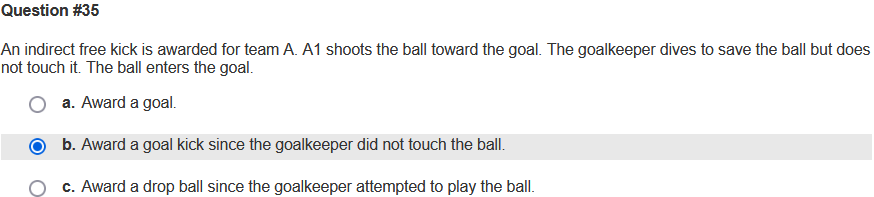 Question #35
An indirect free kick is awarded for team A. A1 shoots the ball toward the goal. The goalkeeper dives to save the ball but does
not touch it. The ball enters the goal.
a. Award a goal.
b. Award a goal kick since the goalkeeper did not touch the ball.
c. Award a drop ball since the goalkeeper attempted to play the ball.